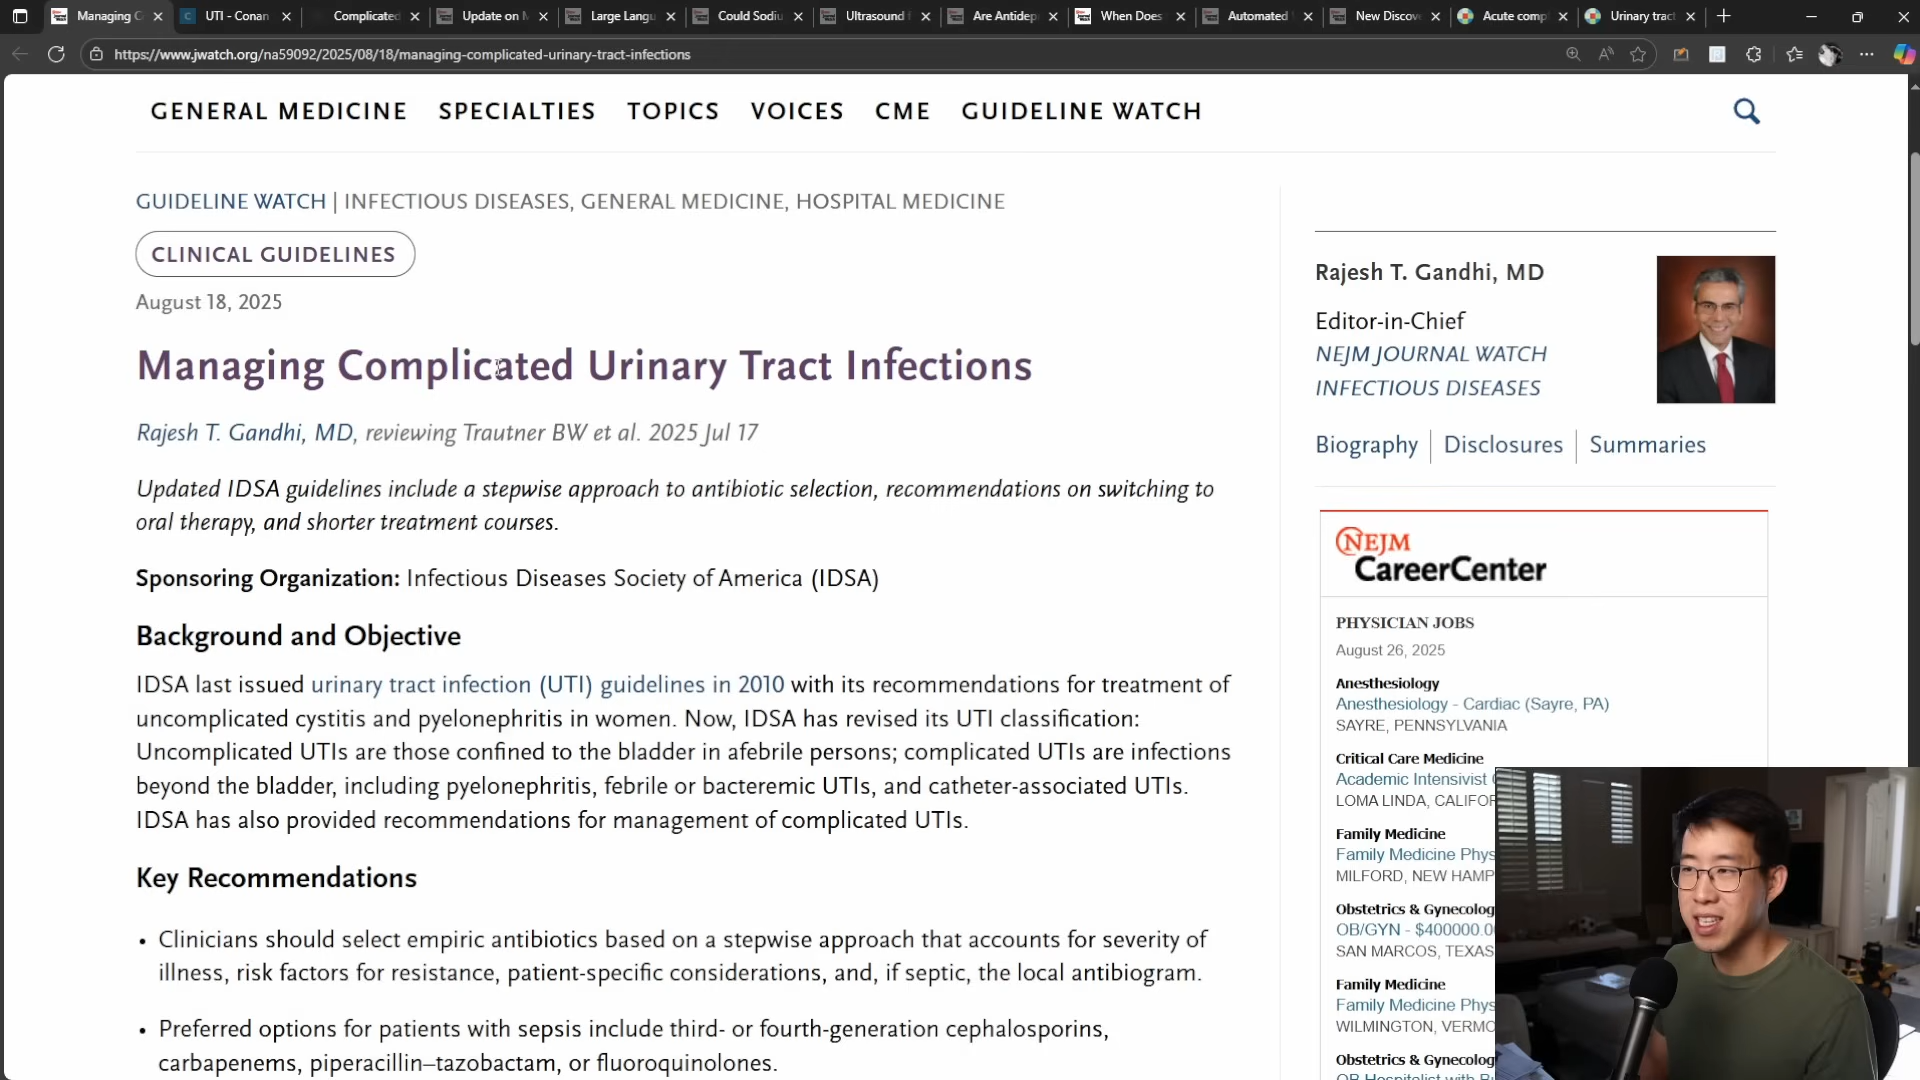 Managing C
UTI - Conan
Complicated
Update on M
Large Langu
Could Sodiu
Ultrasound
Are Antidep
When Does
Automated
New Discov
Acute comp
Urinary tract
https://www.jwatch.org/na59092/2025/08/18/managing-complicated-urinary-tract-infections
GENERAL MEDICINE SPECIALTIES TOPICS VOICES CME GUIDELINE WATCH
GUIDELINE WATCH | INFECTIOUS DISEASES, GENERAL MEDICINE, HOSPITAL MEDICINE
CLINICAL GUIDELINES
August 18, 2025
Managing Complicated Urinary Tract Infections
Rajesh T. Gandhi, MD, reviewing Trautner BW et al. 2025 Jul 17
Updated IDSA guidelines include a stepwise approach to antibiotic selection, recommendations on switching to
oral therapy, and shorter treatment courses.
Sponsoring Organization: Infectious Diseases Society of America (IDSA)
Background and Objective
IDSA last issued urinary tract infection (UTI) guidelines in 2010 with its recommendations for treatment of
uncomplicated cystitis and pyelonephritis in women. Now, IDSA has revised its UTI classification:
Uncomplicated UTIs are those confined to the bladder in afebrile persons; complicated UTIs are infections
beyond the bladder, including pyelonephritis, febrile or bacteremic UTIs, and catheter-associated UTIs.
IDSA has also provided recommendations for management of complicated UTIs.
Key Recommendations
• Clinicians should select empiric antibiotics based on a stepwise approach that accounts for severity of
illness, risk factors for resistance, patient-specific considerations, and, if septic, the local antibiogram.
• Preferred options for patients with sepsis include third- or fourth-generation cephalosporins,
carbapenems, piperacillin–tazobactam, or fluoroquinolones.
Rajesh T. Gandhi, MD
Editor-in-Chief
NEJM JOURNAL WATCH
INFECTIOUS DISEASES
Biography | Disclosures | Summaries
NEJM
CareerCenter
PHYSICIAN JOBS
August 26, 2025
Anesthesiology
Anesthesiology - Cardiac (Sayre, PA)
SAYRE, PENNSYLVANIA
Critical Care Medicine
Academic Intensivist
LOMA LINDA, CALIFOR
Family Medicine
Family Medicine Phys
MILFORD, NEW HAMP
Obstetrics & Gynecolog
OB/GYN - $400000.0
SAN MARCOS, TEXAS
Family Medicine
Family Medicine Phys
WILMINGTON, VERMO
Obstetrics & Gynecolog
OB Hospitalist with